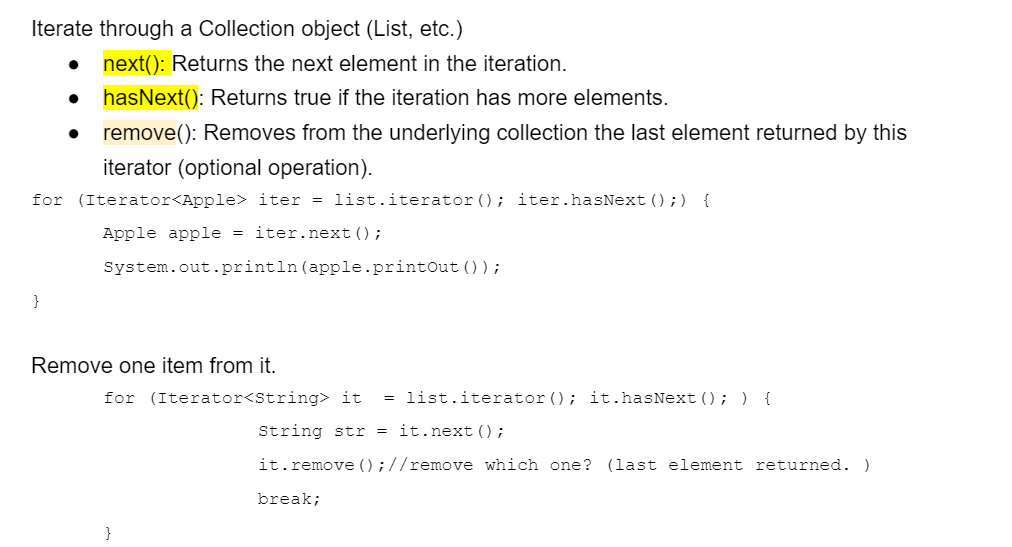 Iterate through a Collection object (List, etc.)
● next(): Returns the next element in the iteration.
● hasNext(): Returns true if the iteration has more elements.
● remove(): Removes from the underlying collection the last element returned by this
iterator (optional operation).
for (Iterator<Apple> iter = list.iterator(); iter.hasNext();) {
Apple apple = iter.next();
System.out.println(apple.printOut());
}
Remove one item from it.
for (Iterator<String> it  = list.iterator(); it.hasNext(); ) {
String str = it.next();
it.remove();//remove which one? (last element returned. )
break;
}